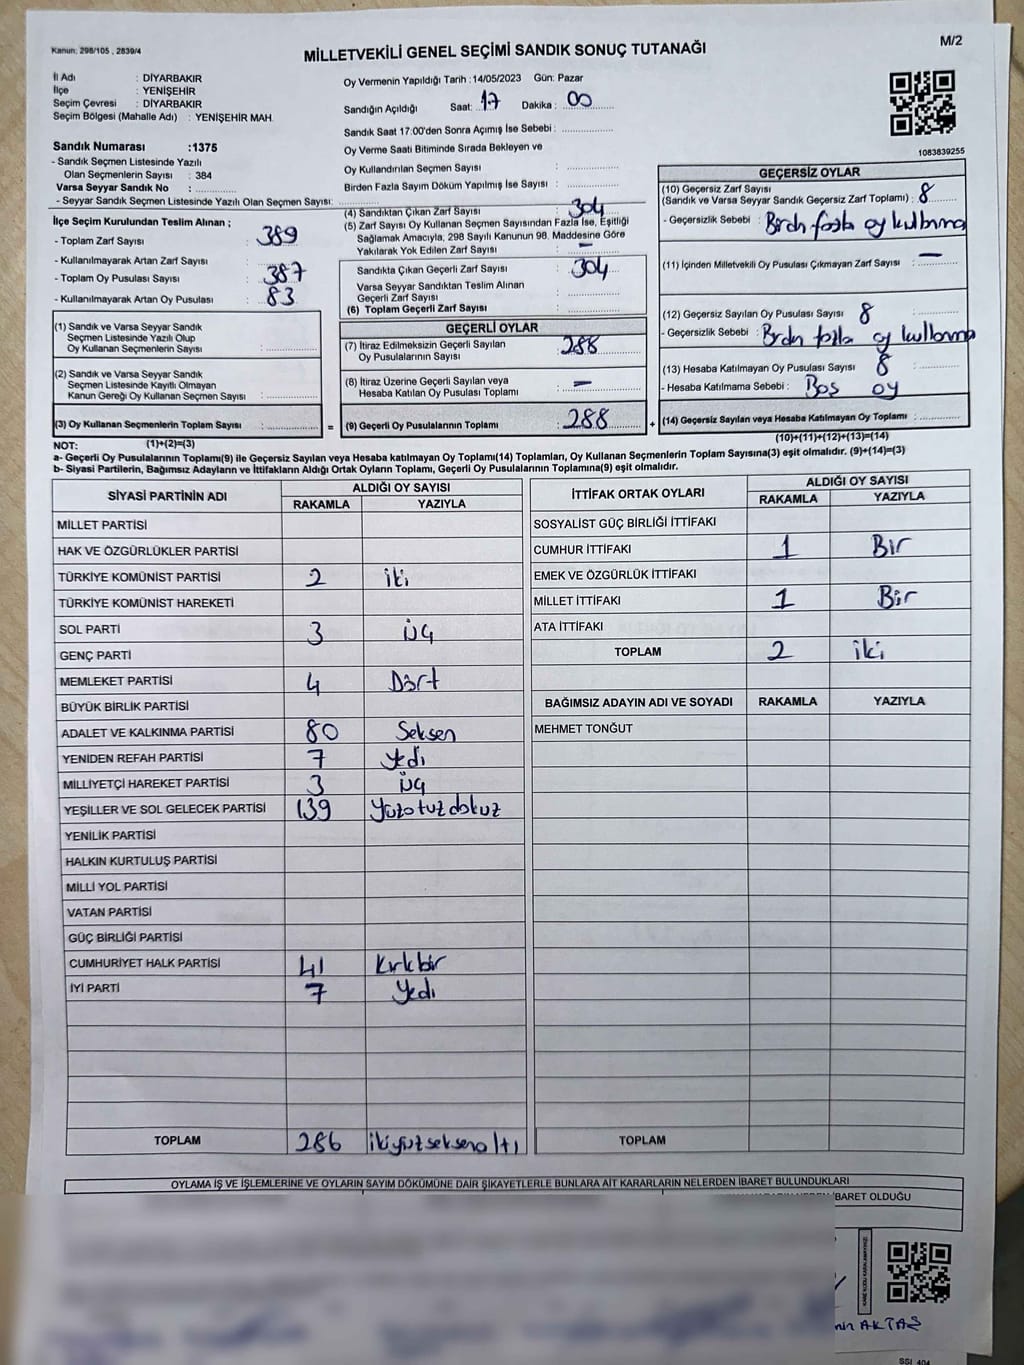 Kanun: 298/105 , 2839/4
MİLLETVEKİLİ GENEL SEÇİMİ SANDIK SONUÇ TUTANAĞI
M/2
İl Adı : DİYARBAKIR
İlçe : YENİŞEHİR
Seçim Çevresi : DİYARBAKIR
Seçim Bölgesi (Mahalle Adı) : YENİŞEHİR MAH.
Sandık Numarası :1375
- Sandık Seçmen Listesinde Yazılı
Olan Seçmenlerin Sayısı : 384
Varsa Seyyar Sandık No :
- Seyyar Sandık Seçmen Listesinde Yazılı Olan Seçmen Sayısı:
Oy Vermenin Yapıldığı Tarih :14/05/2023 Gün: Pazar
Sandığın Açıldığı Saat: 17 Dakika : 00
Sandık Saat 17.00'den Sonra Açımış İse Sebebi :
Oy Verme Saati Bitiminde Sırada Bekleyen ve
Oy Kullandırılan Seçmen Sayısı :
Birden Fazla Sayım Döküm Yapılmış İse Sayısı :
1083839255
İlçe Seçim Kurulundan Teslim Alınan ;
- Toplam Zarf Sayısı : 389
- Kullanılmayarak Artan Zarf Sayısı :
- Toplam Oy Pusulası Sayısı : 387
- Kullanılmayarak Artan Oy Pusulası : 83
(1) Sandık ve Varsa Seyyar Sandık
Seçmen Listesinde Yazılı Olup
Oy Kullanan Seçmenlerin Sayısı :
(2) Sandık ve Varsa Seyyar Sandık
Seçmen Listesinde Kayıtlı Olmayan
Kanun Gereği Oy Kullanan Seçmen Sayısı :
(3) Oy Kullanan Seçmenlerin Toplam Sayısı :
(1)+(2)=(3)
(4) Sandıktan Çıkan Zarf Sayısı : 304
(5) Zarf Sayısı Oy Kullanan Seçmen Sayısından Fazla İse, Eşitliği
Sağlamak Amacıyla, 298 Sayılı Kanunun 98. Maddesine Göre
Yakılarak Yok Edilen Zarf Sayısı : –
Sandıkta Çıkan Geçerli Zarf Sayısı : 304
Varsa Seyyar Sandıktan Teslim Alınan
Geçerli Zarf Sayısı :
(6) Toplam Geçerli Zarf Sayısı :
GEÇERLİ OYLAR
(7) İtiraz Edilmeksizin Geçerli Sayılan
Oy Pusulalarının Sayısı : 288
(8) İtiraz Üzerine Geçerli Sayılan veya
Hesaba Katılan Oy Pusulası Toplamı : –
= (9) Geçerli Oy Pusulalarının Toplamı : 288 +
GEÇERSİZ OYLAR
(10) Geçersiz Zarf Sayısı
(Sandık ve Varsa Seyyar Sandık Geçersiz Zarf Toplamı) : 8
- Geçersizlik Sebebi : Birden fazla oy kullanma
(11) İçinden Milletvekili Oy Pusulası Çıkmayan Zarf Sayısı : –
(12) Geçersiz Sayılan Oy Pusulası Sayısı : 8
- Geçersizlik Sebebi : Birden fazla oy kullanma
(13) Hesaba Katılmayan Oy Pusulası Sayısı : 8
- Hesaba Katılmama Sebebi : Boş oy
(14) Geçersiz Sayılan veya Hesaba Katılmayan Oy Toplamı :
(10)+(11)+(12)+(13)=(14)
NOT:
a- Geçerli Oy Pusulalarının Toplamı(9) ile Geçersiz Sayılan veya Hesaba katılmayan Oy Toplamı(14) Toplamları, Oy Kullanan Seçmenlerin Toplam Sayısına(3) eşit olmalıdır. (9)+(14)=(3)
b- Siyasi Partilerin, Bağımsız Adayların ve İttifakların Aldığı Ortak Oyların Toplamı, Geçerli Oy Pusulalarının Toplamına(9) eşit olmalıdır.
SİYASİ PARTİNİN ADI ALDIĞI OY SAYISI
RAKAMLA YAZIYLA
MİLLET PARTİSİ
HAK VE ÖZGÜRLÜKLER PARTİSİ
TÜRKİYE KOMÜNİST PARTİSİ 2 iki
TÜRKİYE KOMÜNİST HAREKETİ
SOL PARTİ 3 üç
GENÇ PARTİ
MEMLEKET PARTİSİ 4 Dört
BÜYÜK BİRLİK PARTİSİ
ADALET VE KALKINMA PARTİSİ 80 Seksen
YENİDEN REFAH PARTİSİ 7 yedi
MİLLİYETÇİ HAREKET PARTİSİ 3 üç
YEŞİLLER VE SOL GELECEK PARTİSİ 139 Yüzotuzdokuz
YENİLİK PARTİSİ
HALKIN KURTULUŞ PARTİSİ
MİLLİ YOL PARTİSİ
VATAN PARTİSİ
GÜÇ BİRLİĞİ PARTİSİ
CUMHURİYET HALK PARTİSİ 41 Kırkbir
İYİ PARTİ 7 Yedi
TOPLAM 286 ikiyüzseksenaltı
İTTİFAK ORTAK OYLARI ALDIĞI OY SAYISI
RAKAMLA YAZIYLA
SOSYALİST GÜÇ BİRLİĞİ İTTİFAKI
CUMHUR İTTİFAKI 1 Bir
EMEK VE ÖZGÜRLÜK İTTİFAKI
MİLLET İTTİFAKI 1 Bir
ATA İTTİFAKI
TOPLAM 2 iki
BAĞIMSIZ ADAYIN ADI VE SOYADI RAKAMLA YAZIYLA
MEHMET TONĞUT
TOPLAM
OYLAMA İŞ VE İŞLEMLERİNE VE OYLARIN SAYIM DÖKÜMÜNE DAİR ŞİKAYETLERLE BUNLARA AİT KARARLARIN NELERDEN İBARET BULUNDUKLARI
İBARET OLDUĞU
AKTAŞ